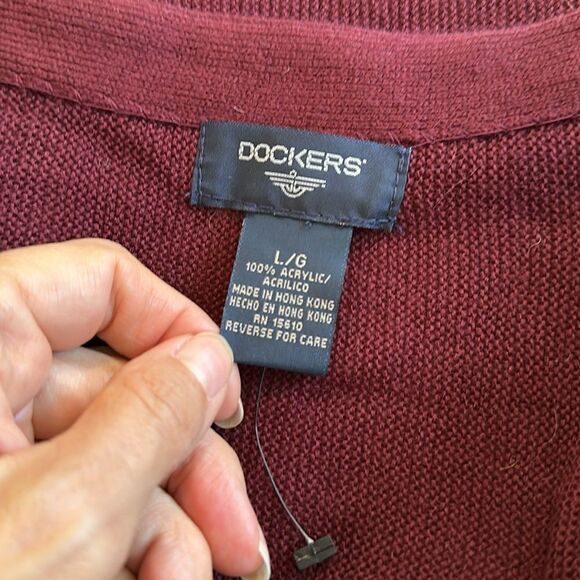 DOCKERS
L/G
100% ACRYLIC/
ACRILICO
MADE IN HONG KONG
HECHO EN HONG KONG
RN 15610
REVERSE FOR CARE